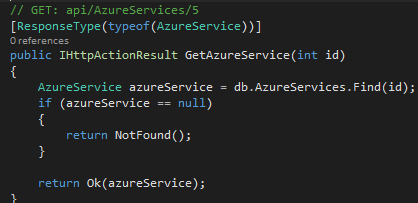 // GET: api/AzureServices/5
[ResponseType(typeof(AzureService))]
0 references
public IHttpActionResult GetAzureService(int id)
{
    AzureService azureService = db.AzureServices.Find(id);
    if (azureService == null)
    {
        return NotFound();
    }

    return Ok(azureService);
}